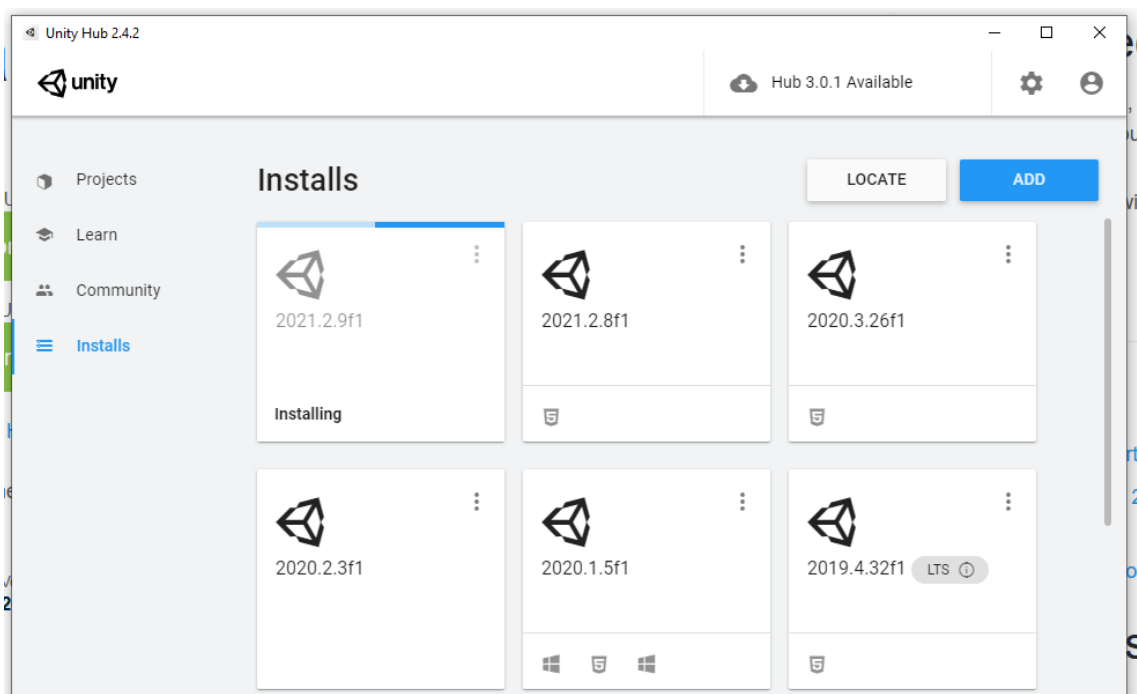 Unity Hub 2.4.2
unity
Hub 3.0.1 Available
Projects
Learn
Community
Installs
Installs
LOCATE
ADD
2021.2.9f1
Installing
2021.2.8f1
2020.3.26f1
2020.2.3f1
2020.1.5f1
2019.4.32f1 LTS